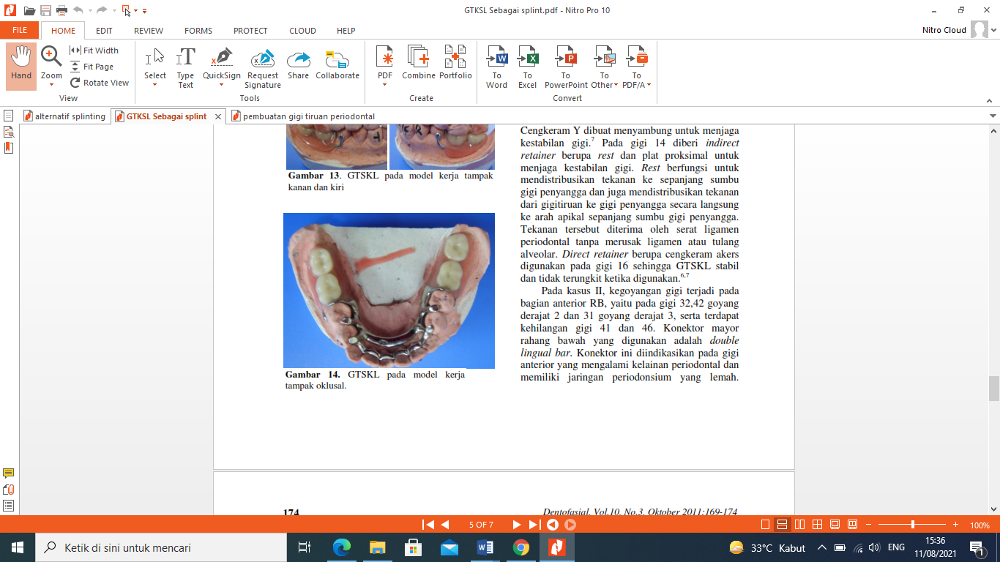 GTKSL Sebagai splint.pdf - Nitro Pro 10
FILE
HOME
EDIT
REVIEW
FORMS
PROTECT
CLOUD
HELP
Nitro Cloud
Hand
Zoom
Fit Width
Fit Page
Rotate View
View
Select
Type Text
QuickSign
Request Signature
Share
Collaborate
Tools
PDF
Combine
Portfolio
Create
To Word
To Excel
To PowerPoint
To Other
To PDF/A
Convert
alternatif splinting
GTKSL Sebagai splint
pembuatan gigi tiruan periodontal
Gambar 13. GTSKL pada model kerja tampak
kanan dan kiri
Gambar 14. GTSKL pada model kerja
tampak oklusal.
Cengkeram Y dibuat menyambung untuk menjaga
kestabilan gigi.7 Pada gigi 14 diberi indirect
retainer berupa rest dan plat proksimal untuk
menjaga kestabilan gigi. Rest berfungsi untuk
mendistribusikan tekanan ke sepanjang sumbu
gigi penyangga dan juga mendistribusikan tekanan
dari gigitiruan ke gigi penyangga secara langsung
ke arah apikal sepanjang sumbu gigi penyangga.
Tekanan tersebut diterima oleh serat ligamen
periodontal tanpa merusak ligamen atau tulang
alveolar. Direct retainer berupa cengkeram akers
digunakan pada gigi 16 sehingga GTSKL stabil
dan tidak terungkit ketika digunakan.6,7
Pada kasus II, kegoyangan gigi terjadi pada
bagian anterior RB, yaitu pada gigi 32,42 goyang
derajat 2 dan 31 goyang derajat 3, serta terdapat
kehilangan gigi 41 dan 46. Konektor mayor
rahang bawah yang digunakan adalah double
lingual bar. Konektor ini diindikasikan pada gigi
anterior yang mengalami kelainan periodontal dan
memiliki jaringan periodonsium yang lemah.
174
Dentofasial, Vol.10, No.3, Oktober 2011:169-174
5 OF 7
100%
Ketik di sini untuk mencari
33°C Kabut
ENG
15:36
11/08/2021
1